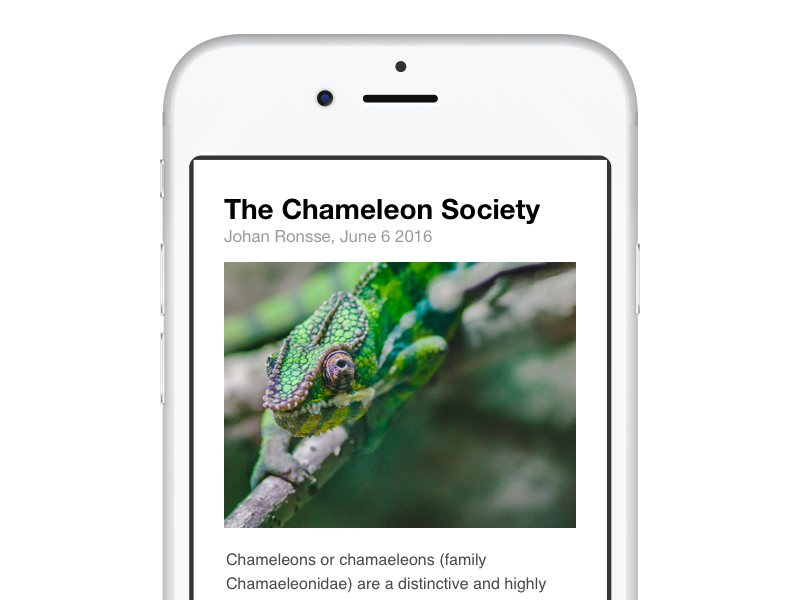 The Chameleon Society
Johan Ronsse, June 6 2016
Chameleons or chamaeleons (family
Chamaeleonidae) are a distinctive and highly